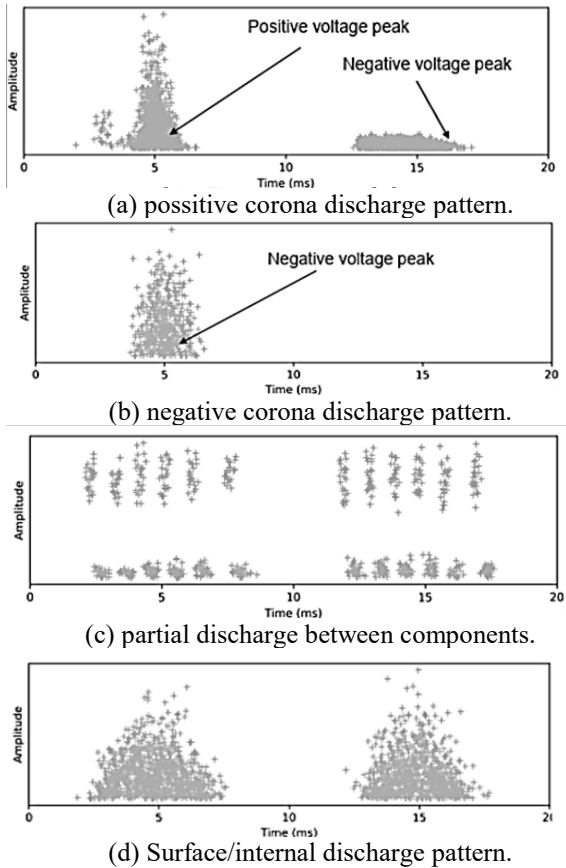 Positive voltage peak
Negative voltage peak
Amplitude
0 5 10 15 20
Time (ms)
(a) possitive corona discharge pattern.
Negative voltage peak
Amplitude
0 5 10 15 20
Time (ms)
(b) negative corona discharge pattern.
Amplitude
0 5 10 15 20
Time (ms)
(c) partial discharge between components.
Amplitude
0 5 10 15 20
Time (ms)
(d) Surface/internal discharge pattern.